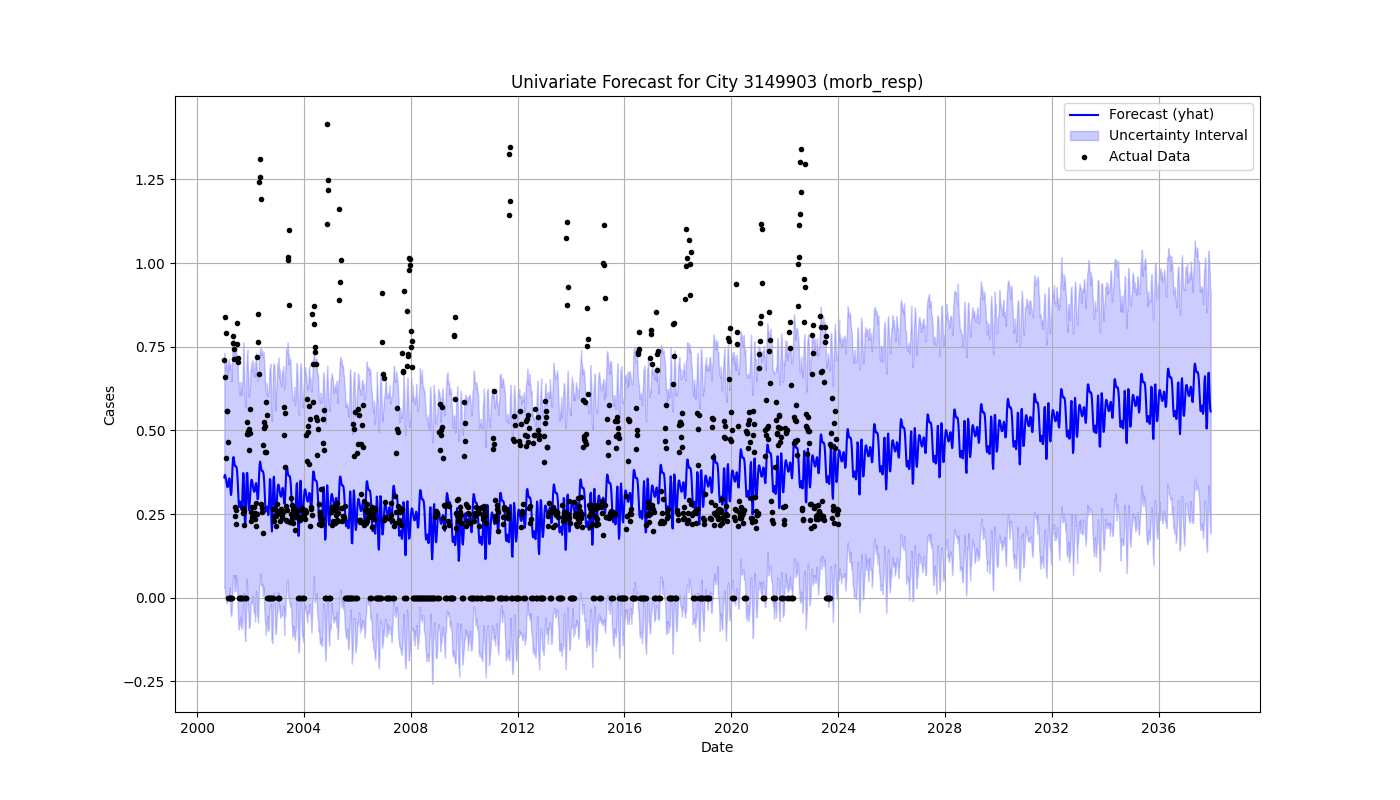 Univariate Forecast for City 3149903 (morb_resp)
Forecast (yhat)
Uncertainty Interval
Actual Data
Cases
1.25
1.00
0.75
0.50
0.25
0.00
−0.25
2000 2004 2008 2012 2016 2020 2024 2028 2032 2036
Date